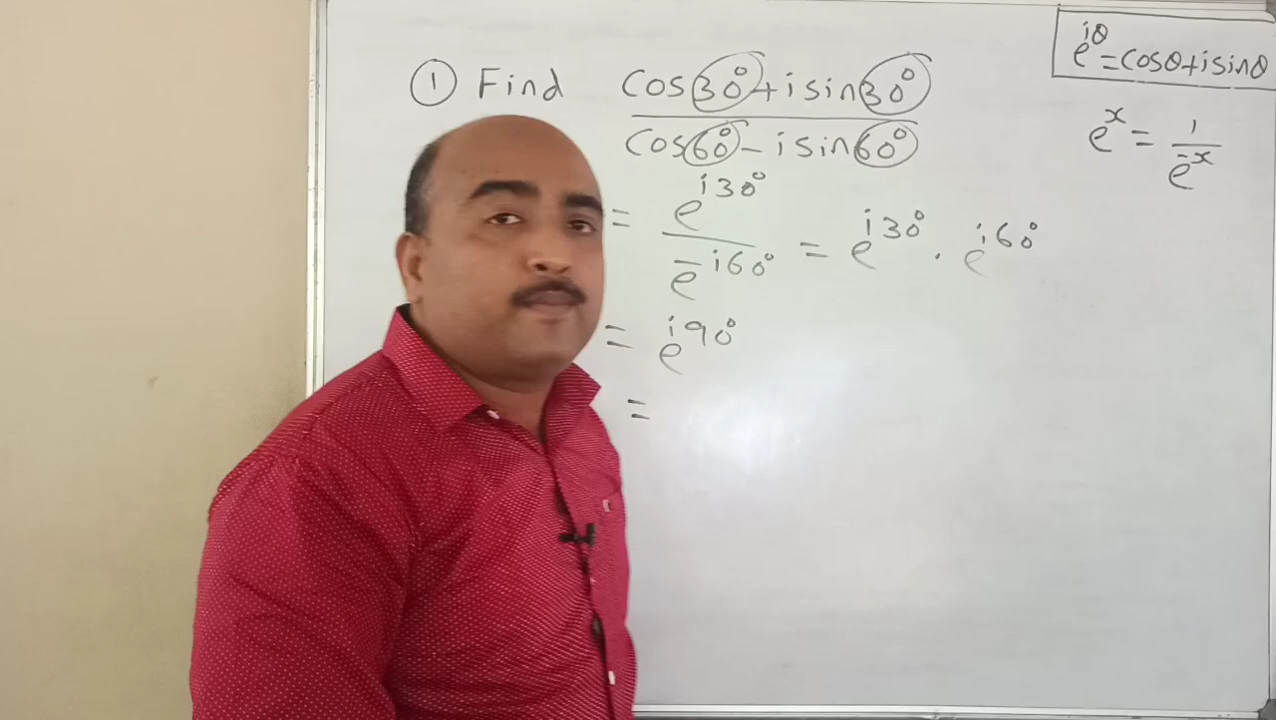 ① Find (cos30°+isin30°)/(cos60°-isin60°)
e^{iθ}=cosθ+isinθ
e^x = 1/e^{-x}
= e^{i30°}/e^{-i60°} = e^{i30°} . e^{i60°}
= e^{i90°}
=